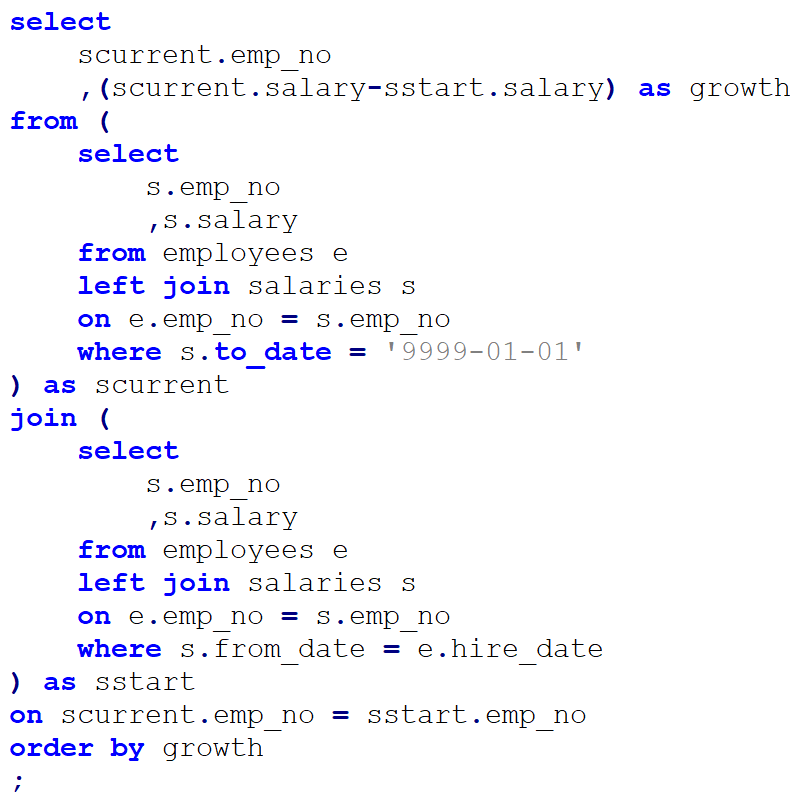 select
    scurrent.emp_no
    ,(scurrent.salary-sstart.salary) as growth
from (
    select
        s.emp_no
        ,s.salary
    from employees e
    left join salaries s
    on e.emp_no = s.emp_no
    where s.to_date = '9999-01-01'
) as scurrent
join (
    select
        s.emp_no
        ,s.salary
    from employees e
    left join salaries s
    on e.emp_no = s.emp_no
    where s.from_date = e.hire_date
) as sstart
on scurrent.emp_no = sstart.emp_no
order by growth
;